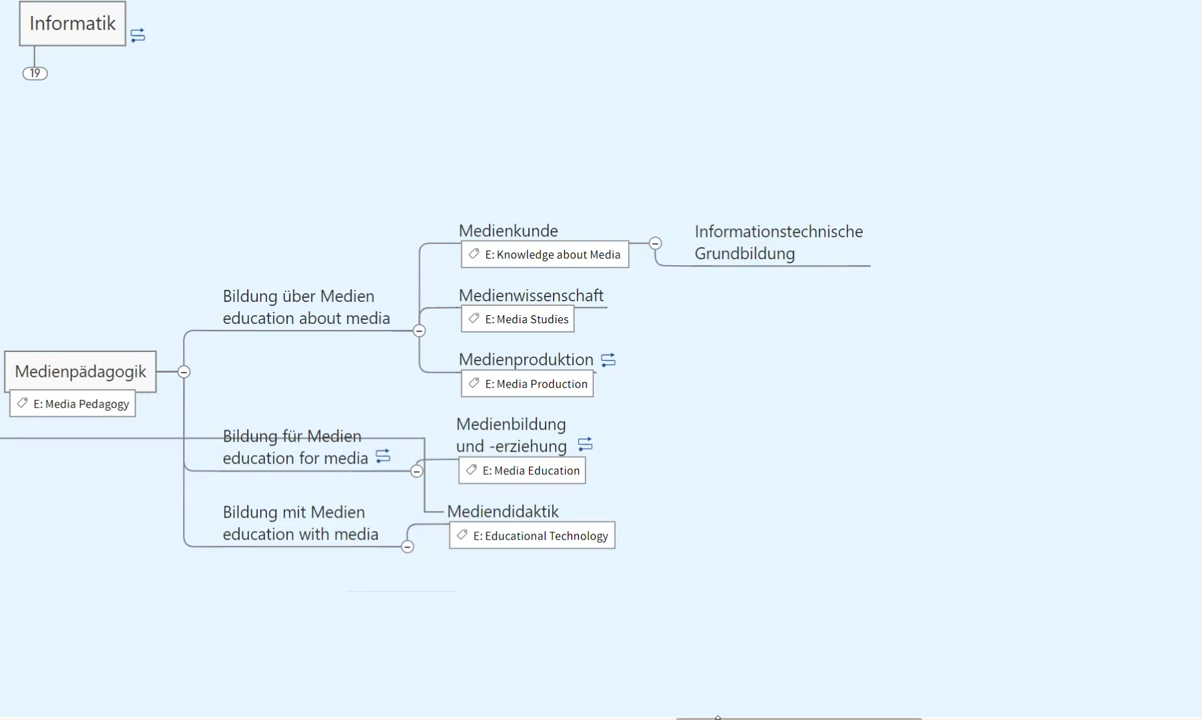 Informatik
19
Medienkunde
E: Knowledge about Media
Informationstechnische
Grundbildung
Bildung über Medien
education about media
Medienwissenschaft
E: Media Studies
Medienproduktion
E: Media Production
Medienpädagogik
E: Media Pedagogy
Bildung für Medien
education for media
Medienbildung
und -erziehung
E: Media Education
Bildung mit Medien
education with media
Mediendidaktik
E: Educational Technology